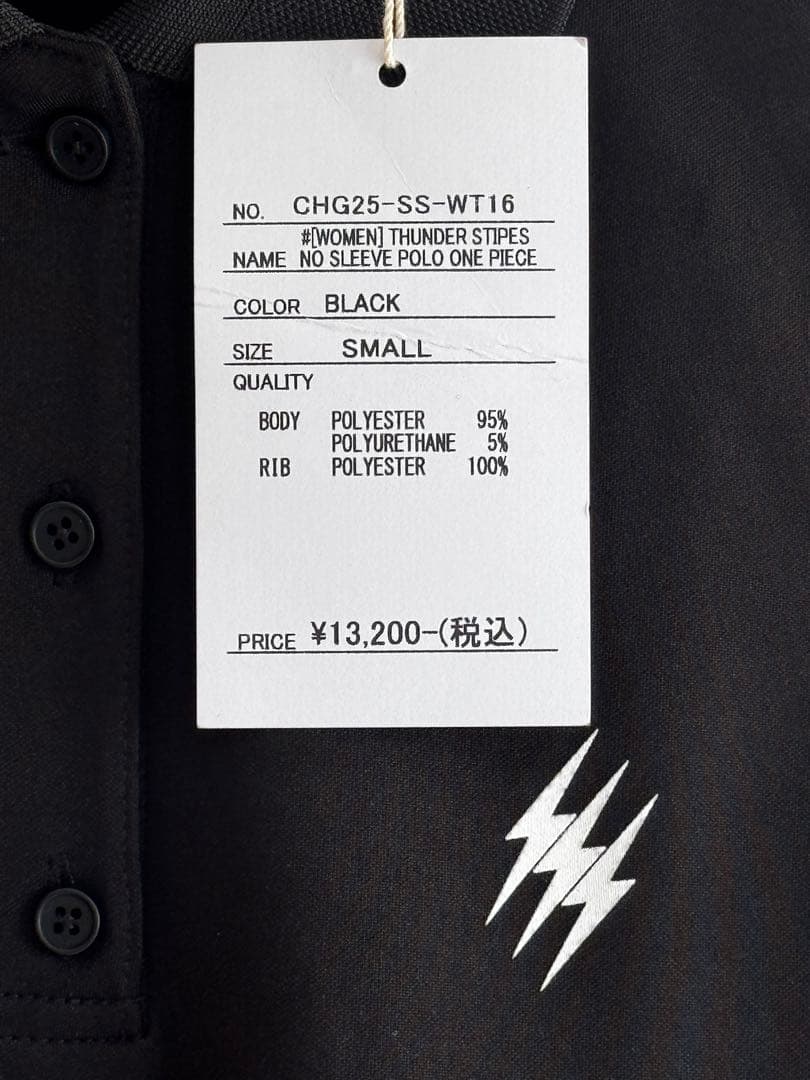 NO. CHG25-SS-WT16
#[WOMEN] THUNDER STIPES
NAME NO SLEEVE POLO ONE PIECE
COLOR BLACK
SIZE SMALL
QUALITY
BODY POLYESTER 95%
POLYURETHANE 5%
RIB POLYESTER 100%
PRICE ¥13,200-(税込)